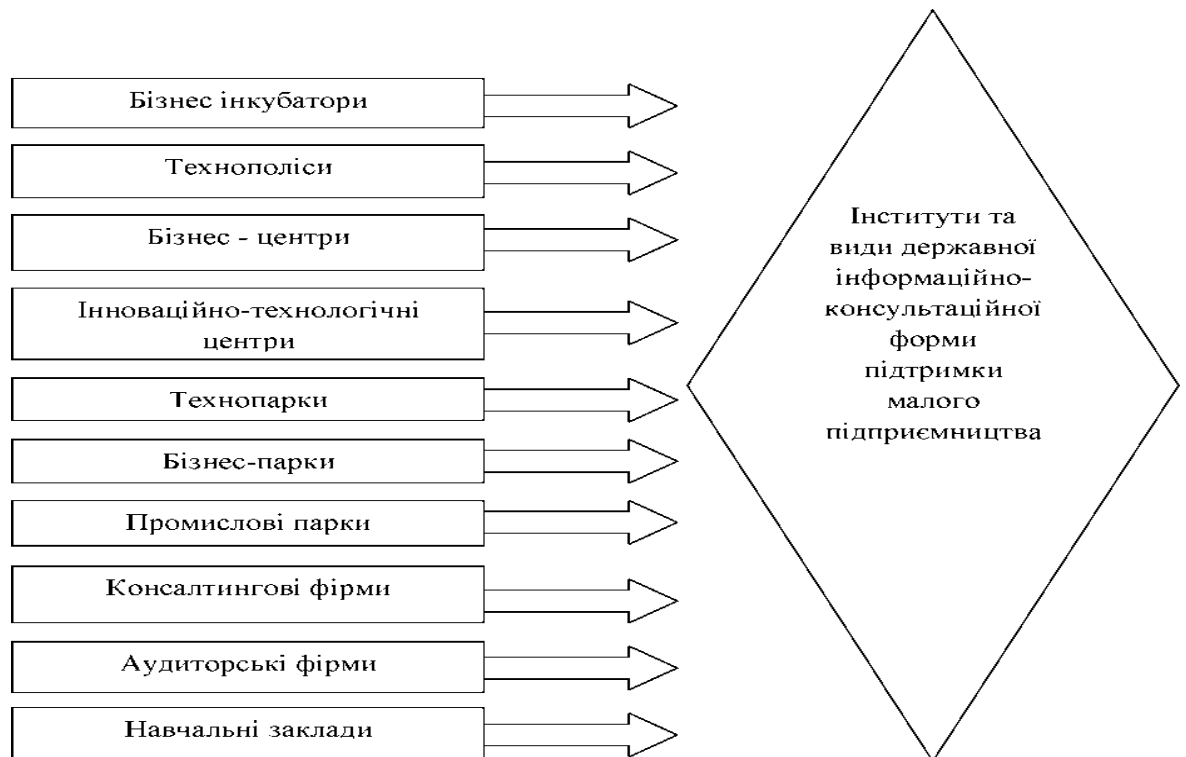 Бізнес інкубатори
Технополіси
Бізнес - центри
Інноваційно-технологічні
центри
Технопарки
Бізнес-парки
Промислові парки
Консалтингові фірми
Аудиторські фірми
Навчальні заклади
Інститути та
види державної
інформаційно-
консультаційної
форми
підтримки
малого
підприємництва